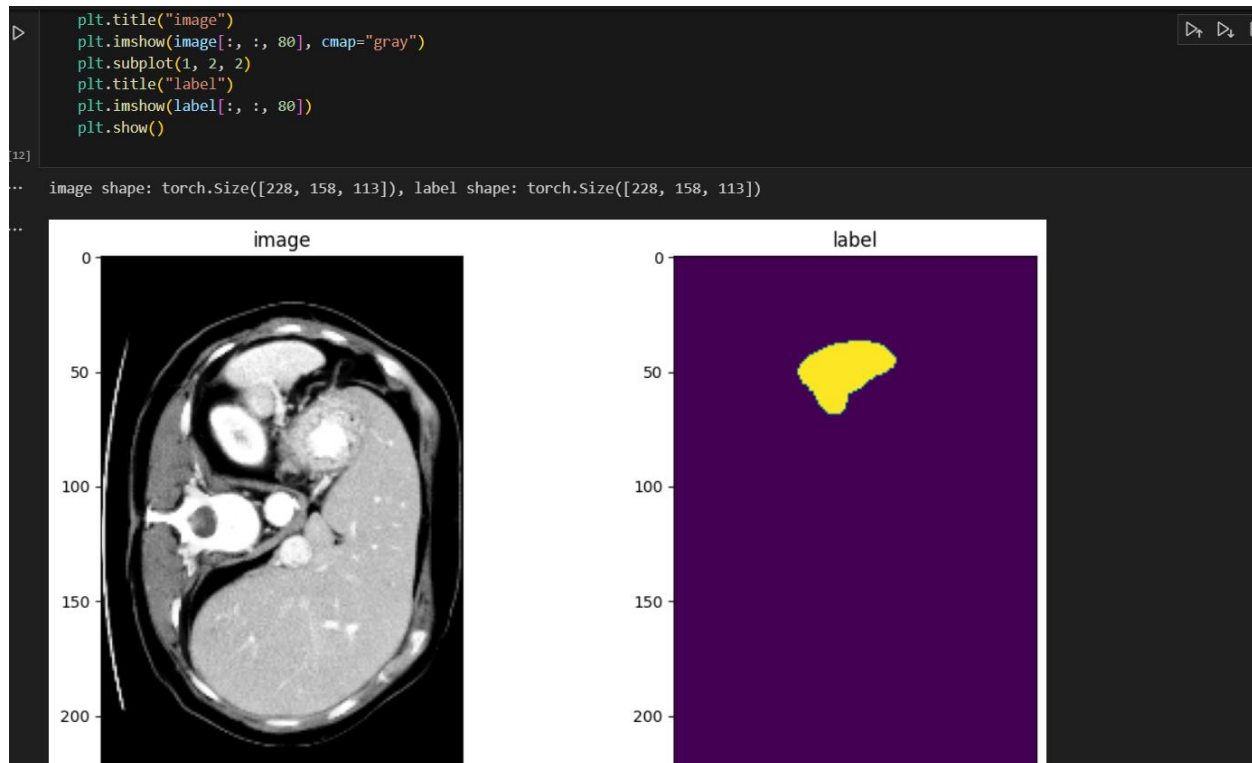 plt.title("image")
plt.imshow(image[:, :, 80], cmap="gray")
plt.subplot(1, 2, 2)
plt.title("label")
plt.imshow(label[:, :, 80])
plt.show()
[12]
... image shape: torch.Size([228, 158, 113]), label shape: torch.Size([228, 158, 113])
...
image
0
50
100
150
200
label
0
50
100
150
200